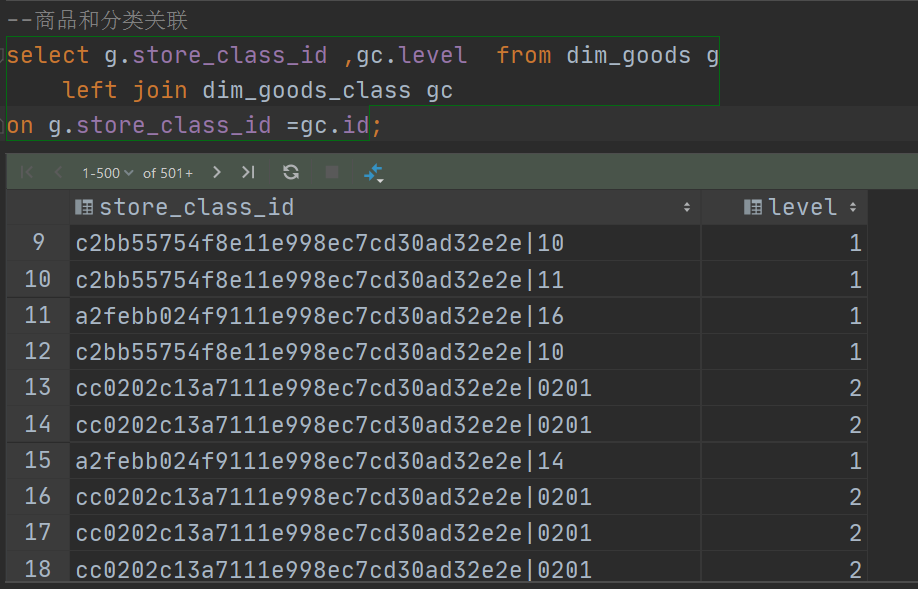 --商品和分类关联
select g.store_class_id ,gc.level  from dim_goods g
    left join dim_goods_class gc
on g.store_class_id =gc.id;
1-500 of 501+
store_class_id level
9 c2bb55754f8e11e998ec7cd30ad32e2e|10 1
10 c2bb55754f8e11e998ec7cd30ad32e2e|11 1
11 a2febb024f9111e998ec7cd30ad32e2e|16 1
12 c2bb55754f8e11e998ec7cd30ad32e2e|10 1
13 cc0202c13a7111e998ec7cd30ad32e2e|0201 2
14 cc0202c13a7111e998ec7cd30ad32e2e|0201 2
15 a2febb024f9111e998ec7cd30ad32e2e|14 1
16 cc0202c13a7111e998ec7cd30ad32e2e|0201 2
17 cc0202c13a7111e998ec7cd30ad32e2e|0201 2
18 cc0202c13a7111e998ec7cd30ad32e2e|0201 2